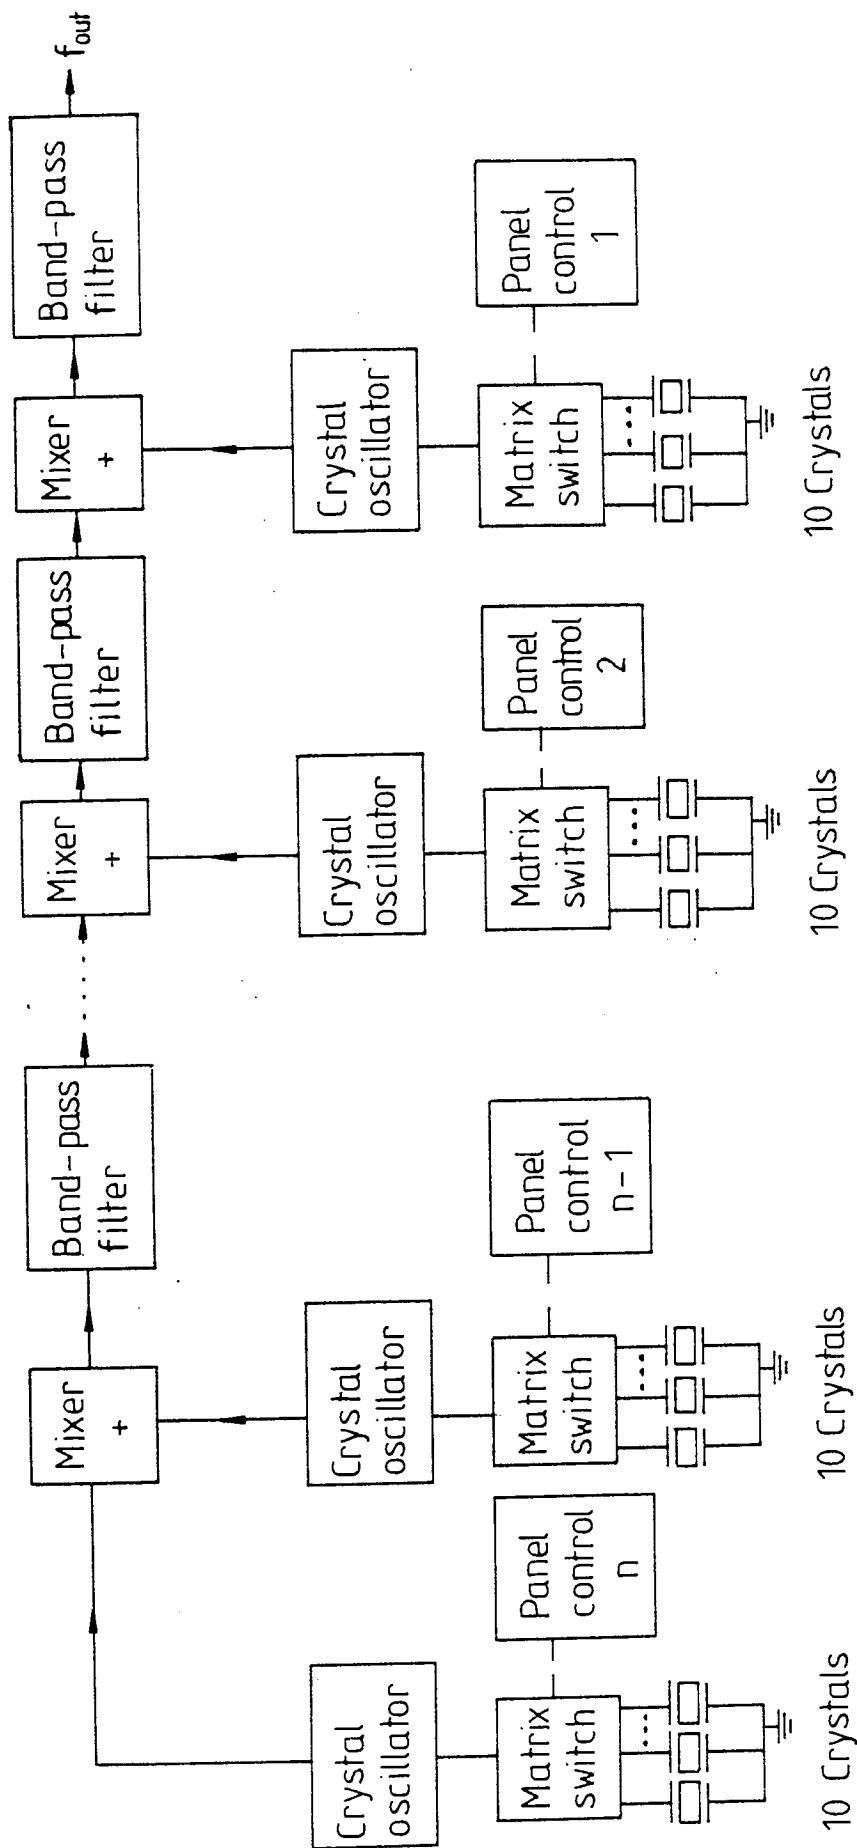 Mixer
+
Band-pass
filter
.....
Mixer
+
Band-pass
filter
Mixer
+
Band-pass
filter
fout
Crystal
oscillator
Crystal
oscillator
Crystal
oscillator
Crystal
oscillator
Matrix
switch
Panel
control
n
Matrix
switch
Panel
control
n-1
Matrix
switch
Panel
control
2
Matrix
switch
Panel
control
1
10 Crystals
10 Crystals
10 Crystals
10 Crystals